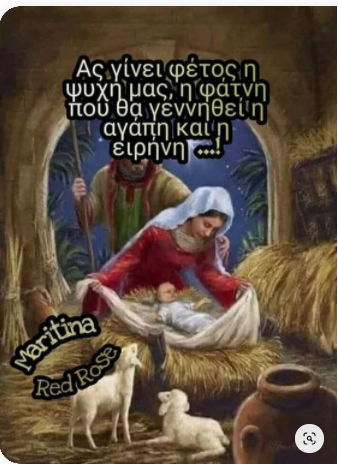 Ας γίνει φέτος η
ψυχή μας, η φάτνη
που θα γεννηθεί η
αγάπη και η
ειρήνη ...!
Maritina
Red Rose